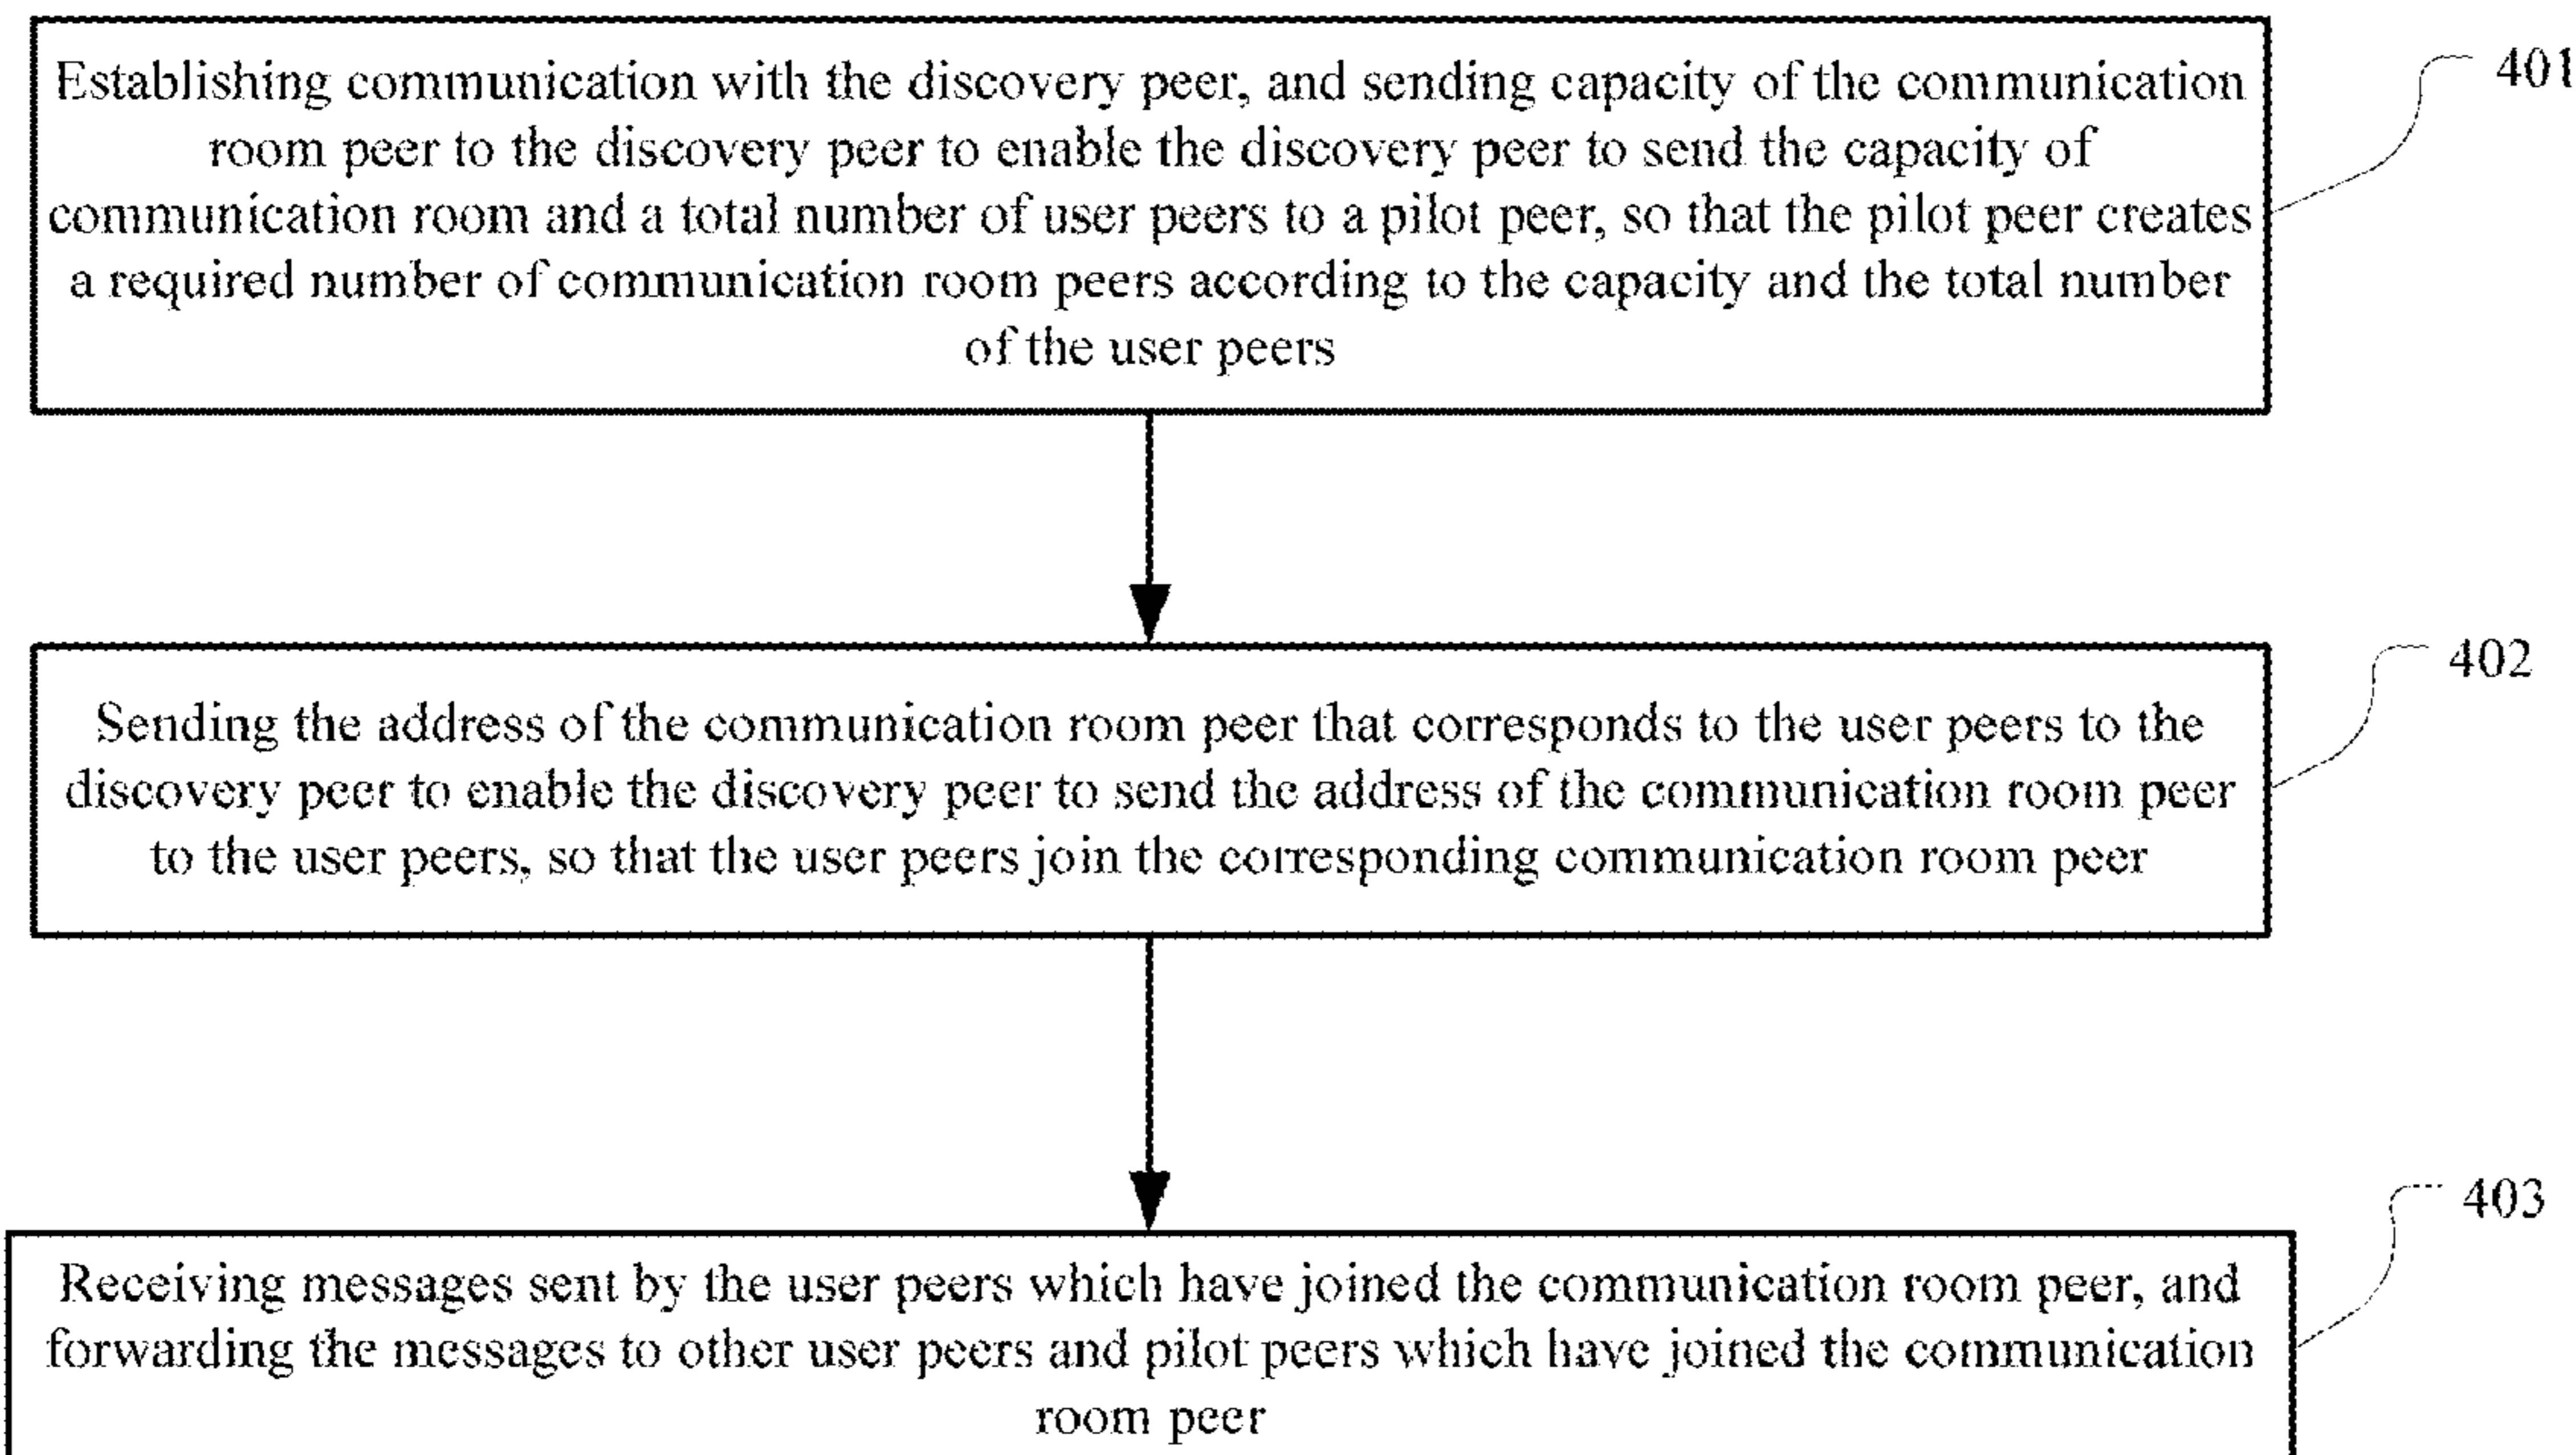 Establishing communication with the discovery peer, and sending capacity of the communication
401
room peer to the discovery peer to enable the discovery peer to send the capacity of
communication room and a total number of user peers to a pilot peer, so that the pilot peer creates
a required number of communication room peers according to the capacity and the total number
of the user peers
402
Sending the address of the communication room peer that corresponds to the user peers to the
discovery peer to enable the discovery peer to send the address of the communication room peer
to the user peers, so that the user peers join the corresponding communication room peer
403
Receiving messages sent by the user peers which have joined the communication room peer, and
forwarding the messages to other user peers and pilot peers which have joined the communication
room peer